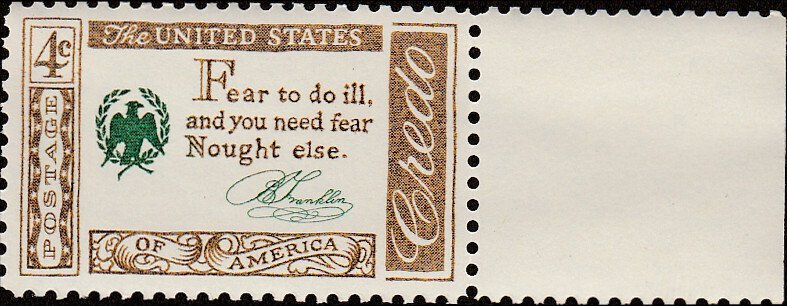 4c
POSTAGE
The UNITED STATES
Fear to do ill,
and you need fear
Nought else.
B Franklin
OF AMERICA
Credo